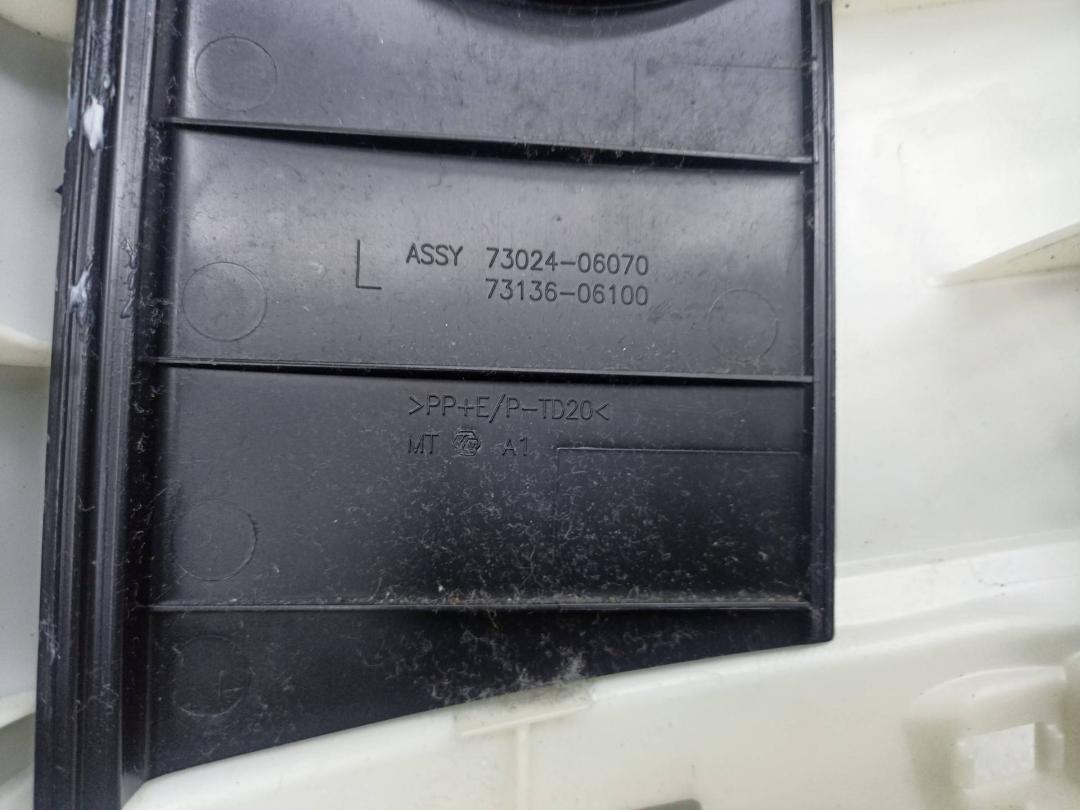 L ASSY 73024-06070
73136-06100
>PP+E/P-TD20<
MT A1